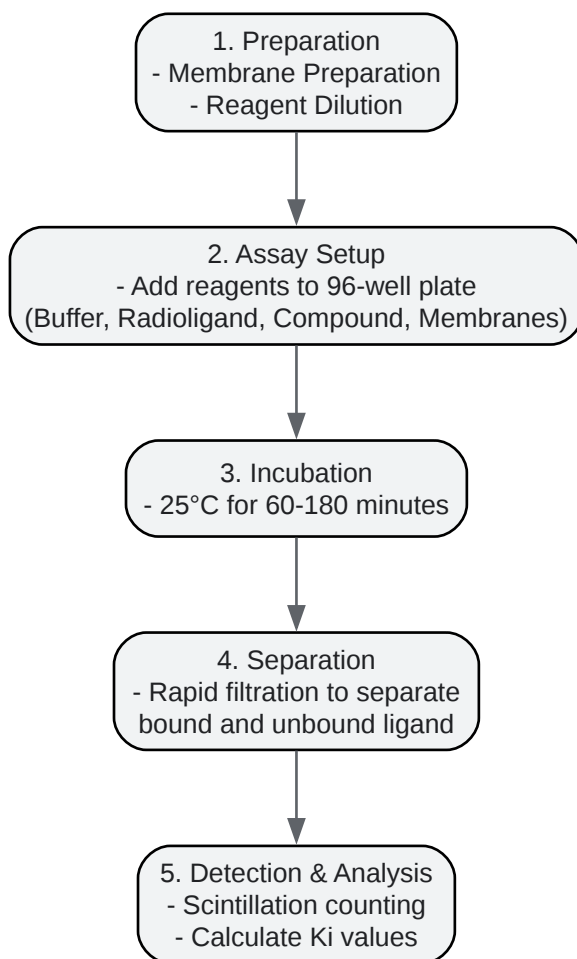 1. Preparation
- Membrane Preparation
- Reagent Dilution
2. Assay Setup
- Add reagents to 96-well plate
(Buffer, Radioligand, Compound, Membranes)
3. Incubation
- 25°C for 60-180 minutes
4. Separation
- Rapid filtration to separate
bound and unbound ligand
5. Detection & Analysis
- Scintillation counting
- Calculate Ki values